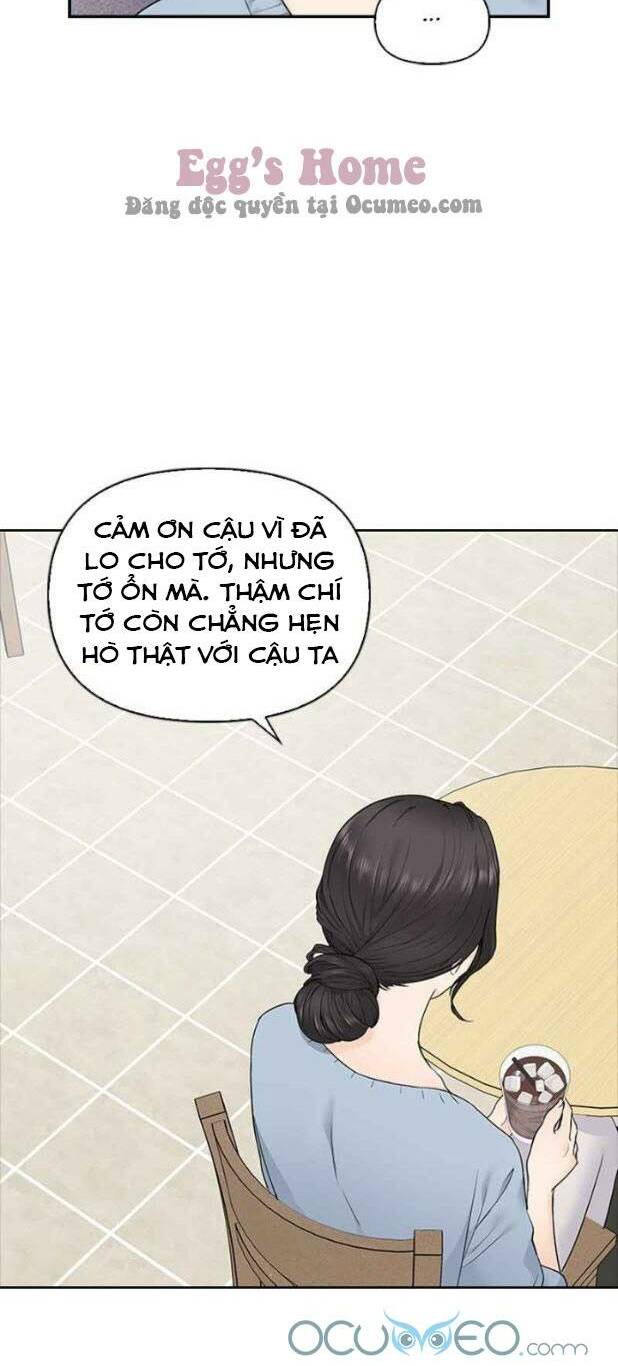 ...
Egg's Home
Đăng độc quyền tại Ocumeo.com
CẢM ƠN CẬU VÌ ĐÃ
LO CHO TỚ, NHƯNG
TỚ ỔN MÀ. THẬM CHÍ
TỚ CÒN CHẲNG HẸN
HÒ THẬT VỚI CẬU TA
OCUMEO.comm